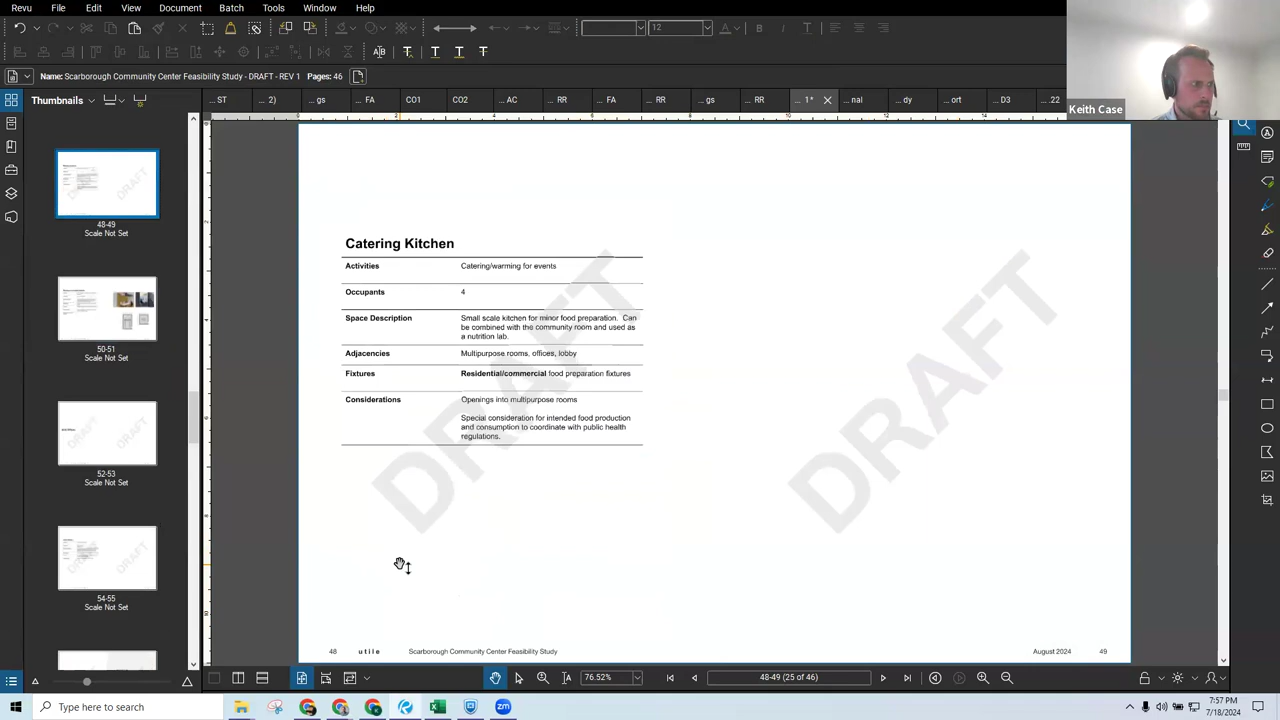 Revu File Edit View Document Batch Tools Window Help
12
Name: Scarborough Community Center Feasibility Study - DRAFT - REV 1 Pages: 46
Keith Case
Thumbnails
... ST ... 2) ... gs ... FA CO1 CO2 ... AC ... RR ... FA ... RR ... gs ... RR ... 1* ... nal ... dy ... ort ... D3 ... .22
48-49
Scale Not Set
50-51
Scale Not Set
52-53
Scale Not Set
54-55
Scale Not Set
Catering Kitchen
Activities Catering/warming for events
Occupants 4
Space Description Small scale kitchen for minor food preparation. Can
be combined with the community room and used as
a nutrition lab.
Adjacencies Multipurpose rooms, offices, lobby
Fixtures Residential/commercial food preparation fixtures
Considerations Openings into multipurpose rooms
Special consideration for intended food production
and consumption to coordinate with public health
regulations.
DRAFT DRAFT
48 utile Scarborough Community Center Feasibility Study August 2024 49
76.52% 48-49 (25 of 46)
Type here to search
7:57 PM
7/18/2024